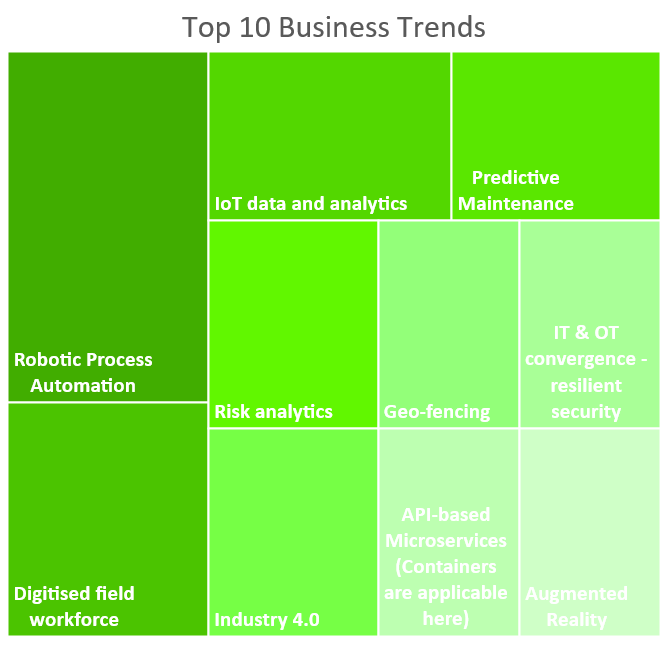 Top 10 Business Trends
Robotic Process
Automation
Digitised field
workforce
IoT data and analytics
Predictive
Maintenance
Risk analytics
Geo-fencing
IT & OT
convergence -
resilient
security
Industry 4.0
API-based
Microservices
(Containers
are applicable
here)
Augmented
Reality